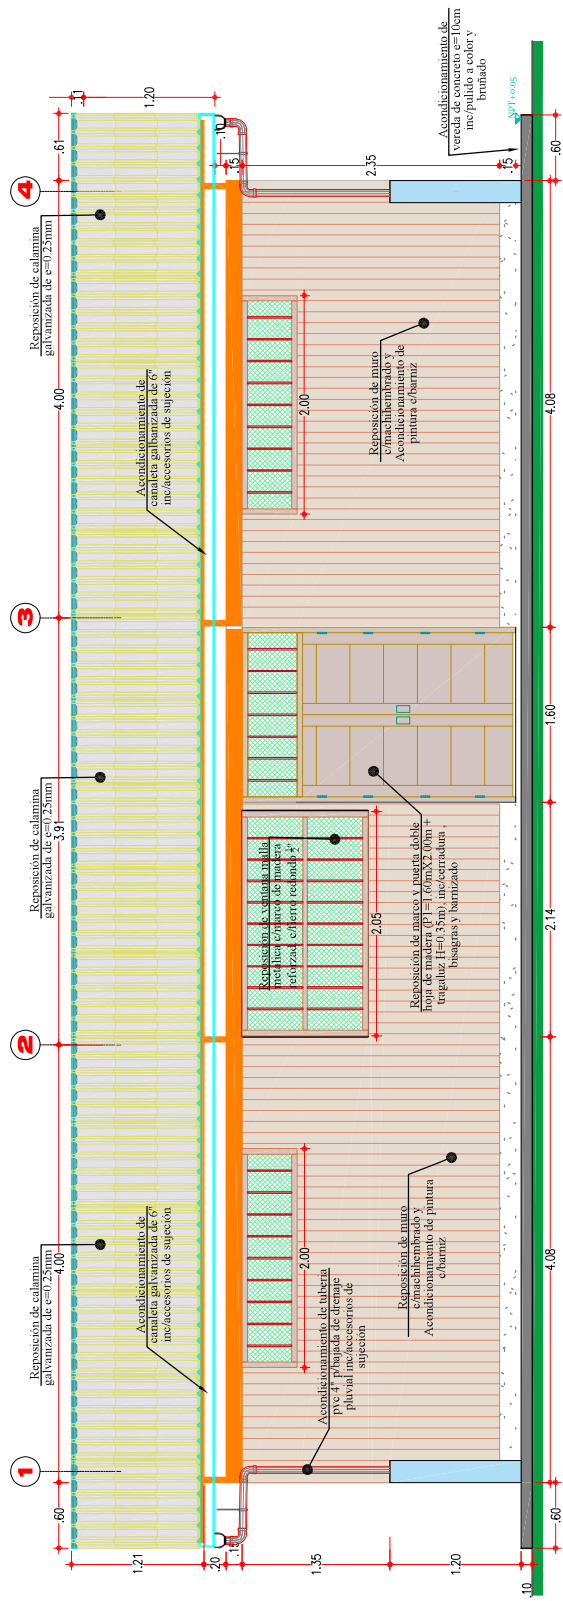 1
2
3
4
.60
4.00
3.91
4.00
.61
Reposición de calamina
galvanizada de e=0.25mm
Reposición de calamina
galvanizada de e=0.25mm
Reposición de calamina
galvanizada de e=0.25mm
.11
1.20
1.21
.20
.15
1.35
1.20
.10
Acondicionamiento de
canaleta galvanizada de 6"
inc/accesorios de sujeción
Acondicionamiento de
canaleta galbanizada de 6"
inc/accesorios de sujeción
.10
.15
2.35
.15
2.00
2.05
2.00
Reposición de ventana malla
metalica c/marco de madera
reforzad. c/fierro redondo ½"
Acondicionamiento de tuberia
pvc 4" p/bajada de drenaje
pluvial inc/accesorios de
sujeción
Reposición de muro
c/machihembrado y
Acondicionamiento de pintura
c/barniz
Reposición de marco y puerta doble
hoja de madera (P1=1.60mX2.00m +
tragaluz H=0.35m), inc/cerradura ,
bisagras y barnizado
Reposición de muro
c/machihembrado y
Acondicionamiento de
pintura c/barniz
Acondicionamiento de
vereda de concreto e=10cm
inc/pulido a color y
bruñado
NPT+0.05
.60
4.08
2.14
1.60
4.08
.60